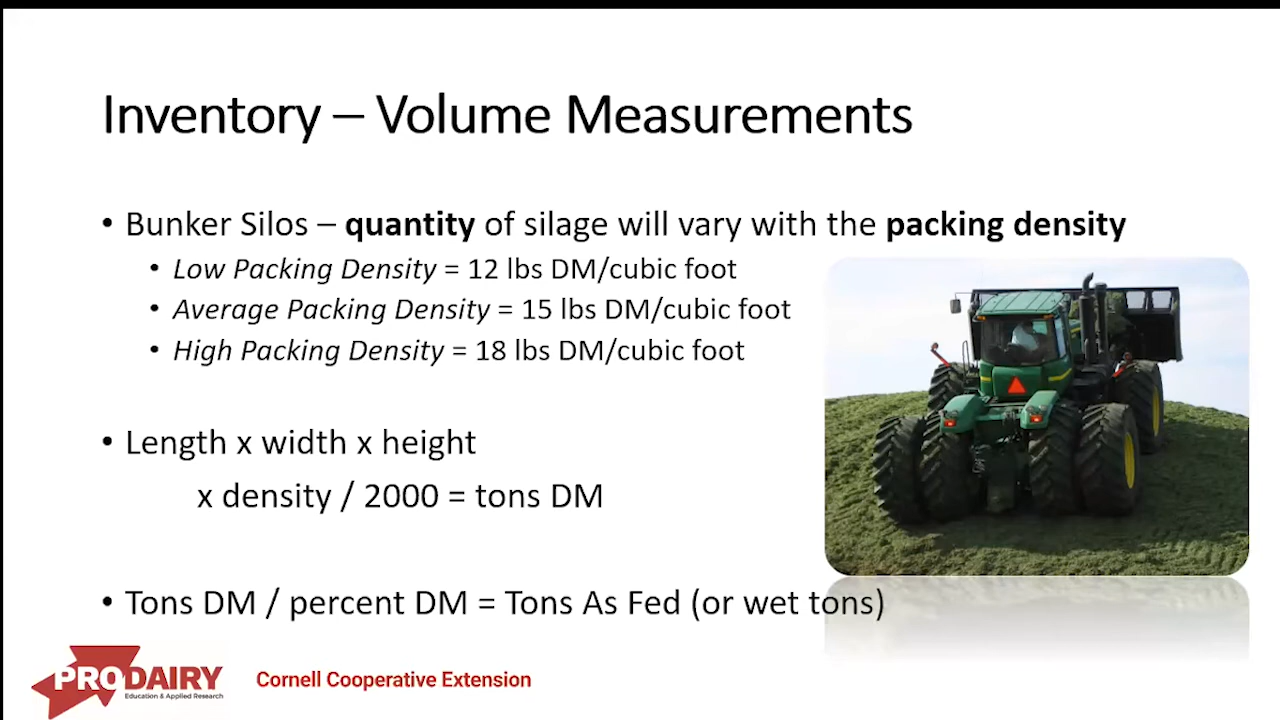 Inventory – Volume Measurements
• Bunker Silos – quantity of silage will vary with the packing density
• Low Packing Density = 12 lbs DM/cubic foot
• Average Packing Density = 15 lbs DM/cubic foot
• High Packing Density = 18 lbs DM/cubic foot
• Length x width x height
x density / 2000 = tons DM
• Tons DM / percent DM = Tons As Fed (or wet tons)
PRODAIRY
Education & Applied Research
Cornell Cooperative Extension